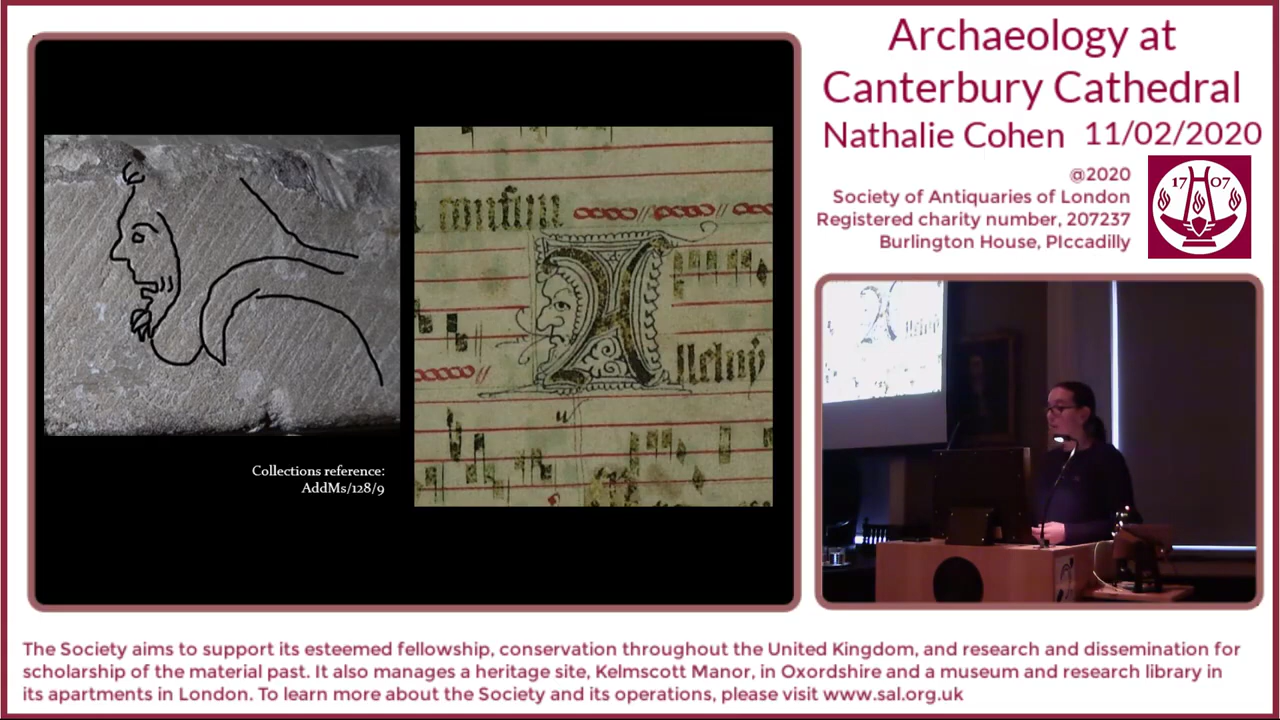 Archaeology at
Canterbury Cathedral
Nathalie Cohen 11/02/2020
@2020
Society of Antiquaries of London
Registered charity number, 207237
Burlington House, PIccadilly
17 07
Collections reference:
AddMs/128/9
The Society aims to support its esteemed fellowship, conservation throughout the United Kingdom, and research and dissemination for
scholarship of the material past. It also manages a heritage site, Kelmscott Manor, in Oxordshire and a museum and research library in
its apartments in London. To learn more about the Society and its operations, please visit www.sal.org.uk